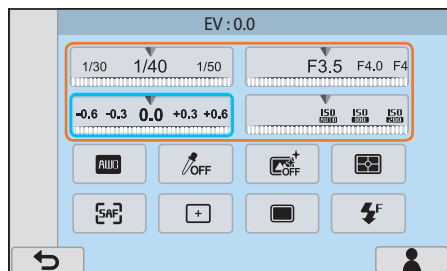 EV : 0.0
1/30 1/40 1/50 F3.5 F4.0 F4
-0.6 -0.3 0.0 +0.3 +0.6 ISO AUTO ISO 100 ISO 200
AWB OFF OFF
SAF F